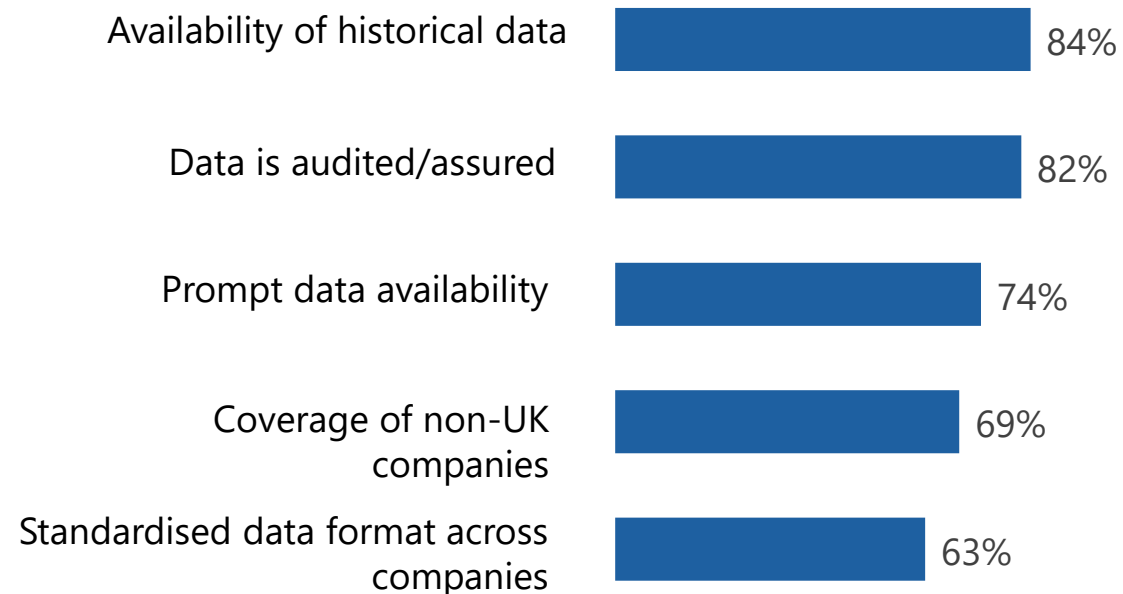 Availability of historical data
84%
Data is audited/assured
82%
Prompt data availability
74%
Coverage of non-UK
companies
69%
Standardised data format across
companies
63%